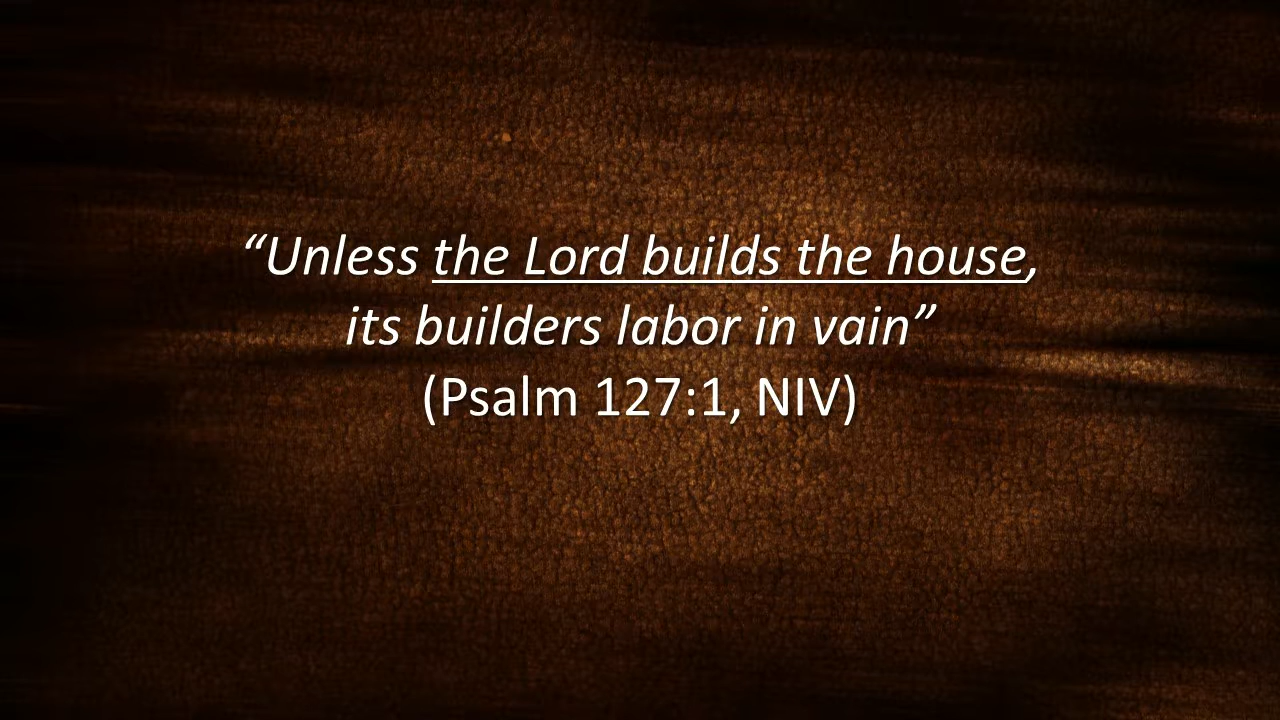 “Unless the Lord builds the house,
its builders labor in vain”
(Psalm 127:1, NIV)